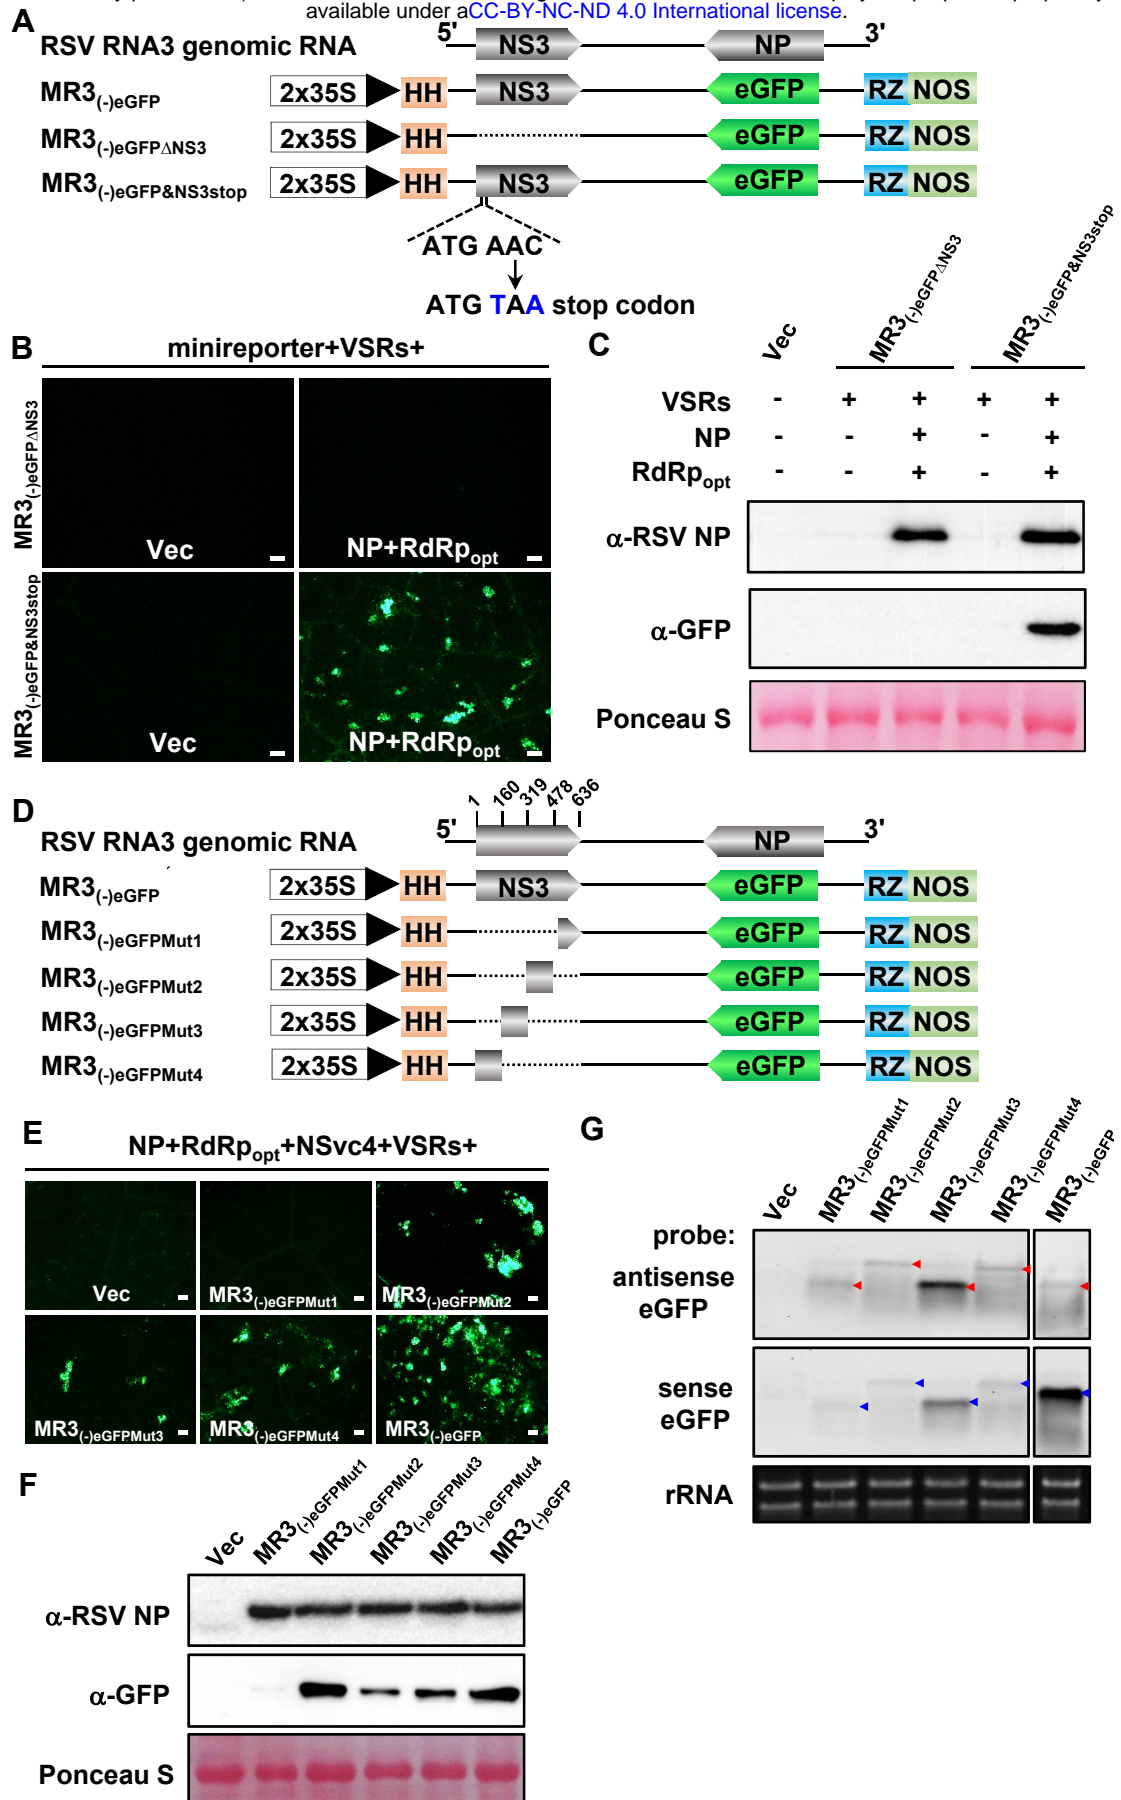 available under aCC-BY-NC-ND 4.0 International license.
A
5' 3'
RSV RNA3 genomic RNA NS3 NP
MR3(-)eGFP 2x35S HH NS3 eGFP RZ NOS
MR3(-)eGFPΔNS3 2x35S HH eGFP RZ NOS
MR3(-)eGFP&NS3stop 2x35S HH NS3 eGFP RZ NOS
ATG AAC
ATG TAA stop codon
B
minireporter+VSRs+
MR3(-)eGFPΔNS3
Vec
NP+RdRpopt
MR3(-)eGFP&NS3stop
Vec
NP+RdRpopt
C
Vec MR3(-)eGFPΔNS3 MR3(-)eGFP&NS3stop
VSRs - + + + +
NP - - + - +
RdRpopt - - + - +
α-RSV NP
α-GFP
Ponceau S
D
1 160 319 478 636
5' 3'
RSV RNA3 genomic RNA NP
MR3(-)eGFP 2x35S HH NS3 eGFP RZ NOS
MR3(-)eGFPMut1 2x35S HH eGFP RZ NOS
MR3(-)eGFPMut2 2x35S HH eGFP RZ NOS
MR3(-)eGFPMut3 2x35S HH eGFP RZ NOS
MR3(-)eGFPMut4 2x35S HH eGFP RZ NOS
E
NP+RdRpopt+NSvc4+VSRs+
Vec MR3(-)eGFPMut1 MR3(-)eGFPMut2
MR3(-)eGFPMut3 MR3(-)eGFPMut4 MR3(-)eGFP
F
Vec MR3(-)eGFPMut1 MR3(-)eGFPMut2 MR3(-)eGFPMut3 MR3(-)eGFPMut4 MR3(-)eGFP
α-RSV NP
α-GFP
Ponceau S
G
Vec MR3(-)eGFPMut1 MR3(-)eGFPMut2 MR3(-)eGFPMut3 MR3(-)eGFPMut4 MR3(-)eGFP
probe:
antisense
eGFP
sense
eGFP
rRNA